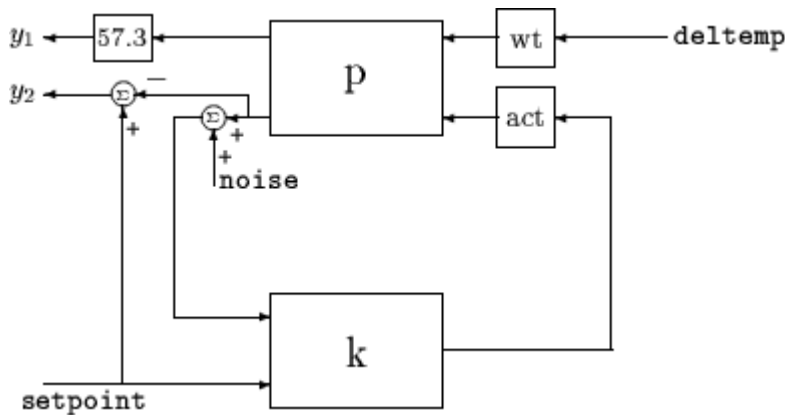 y₁
57.3
p
wt
deltemp
y₂
Σ
−
Σ
+
act
+
+
noise
k
setpoint